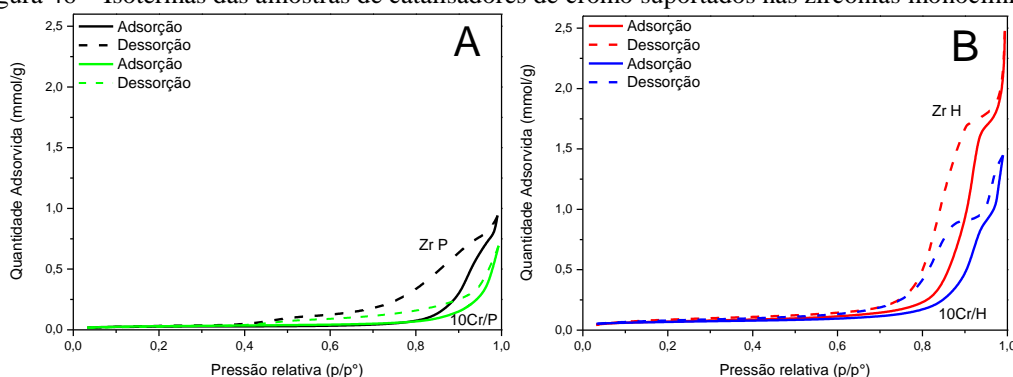 gura 46 – Isotermas das amostras de catalisadores de cromo suportados nas zircônias monoclín
A
Adsorção
Dessorção
Adsorção
Dessorção
Zr P
10Cr/P
Quantidade Adsorvida (mmol/g)
2,5
2,0
1,5
1,0
0,5
0,0
0,0
0,2
0,4
0,6
0,8
1,0
Pressão relativa (p/p°)
B
Adsorção
Dessorção
Adsorção
Dessorção
Zr H
10Cr/H
Quantidade Adsorvida (mmol/g)
2,5
2,0
1,5
1,0
0,5
0,0
0,0
0,2
0,4
0,6
0,8
1,0
Pressão relativa (p/p°)